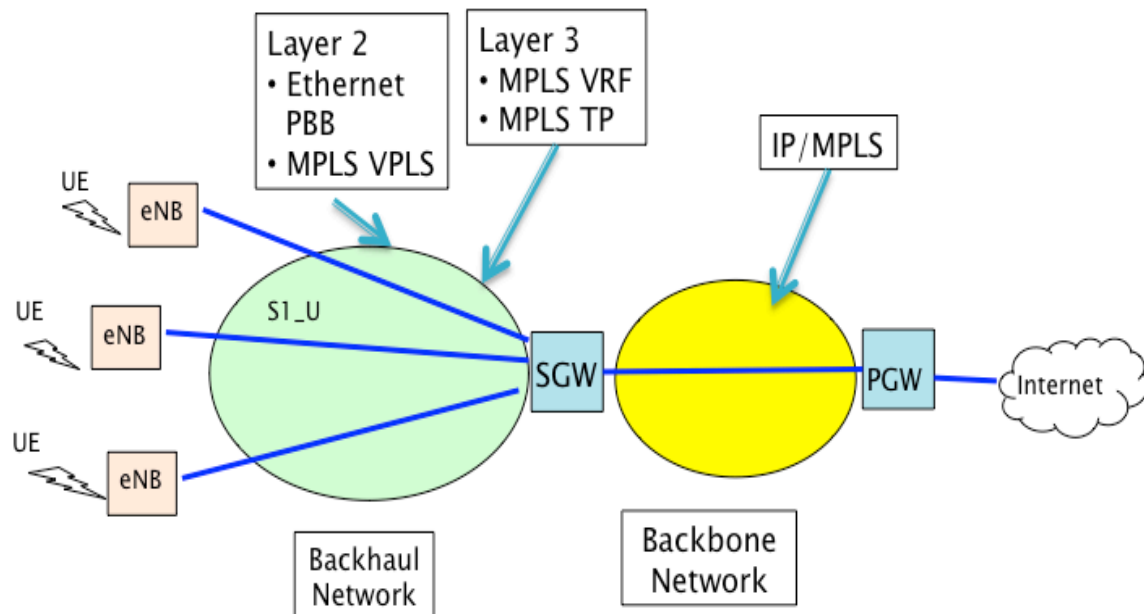 Layer 2
• Ethernet
PBB
• MPLS VPLS
Layer 3
• MPLS VRF
• MPLS TP
IP/MPLS
UE
eNB
UE
eNB
UE
eNB
S1_U
SGW
PGW
Internet
Backhaul
Network
Backbone
Network